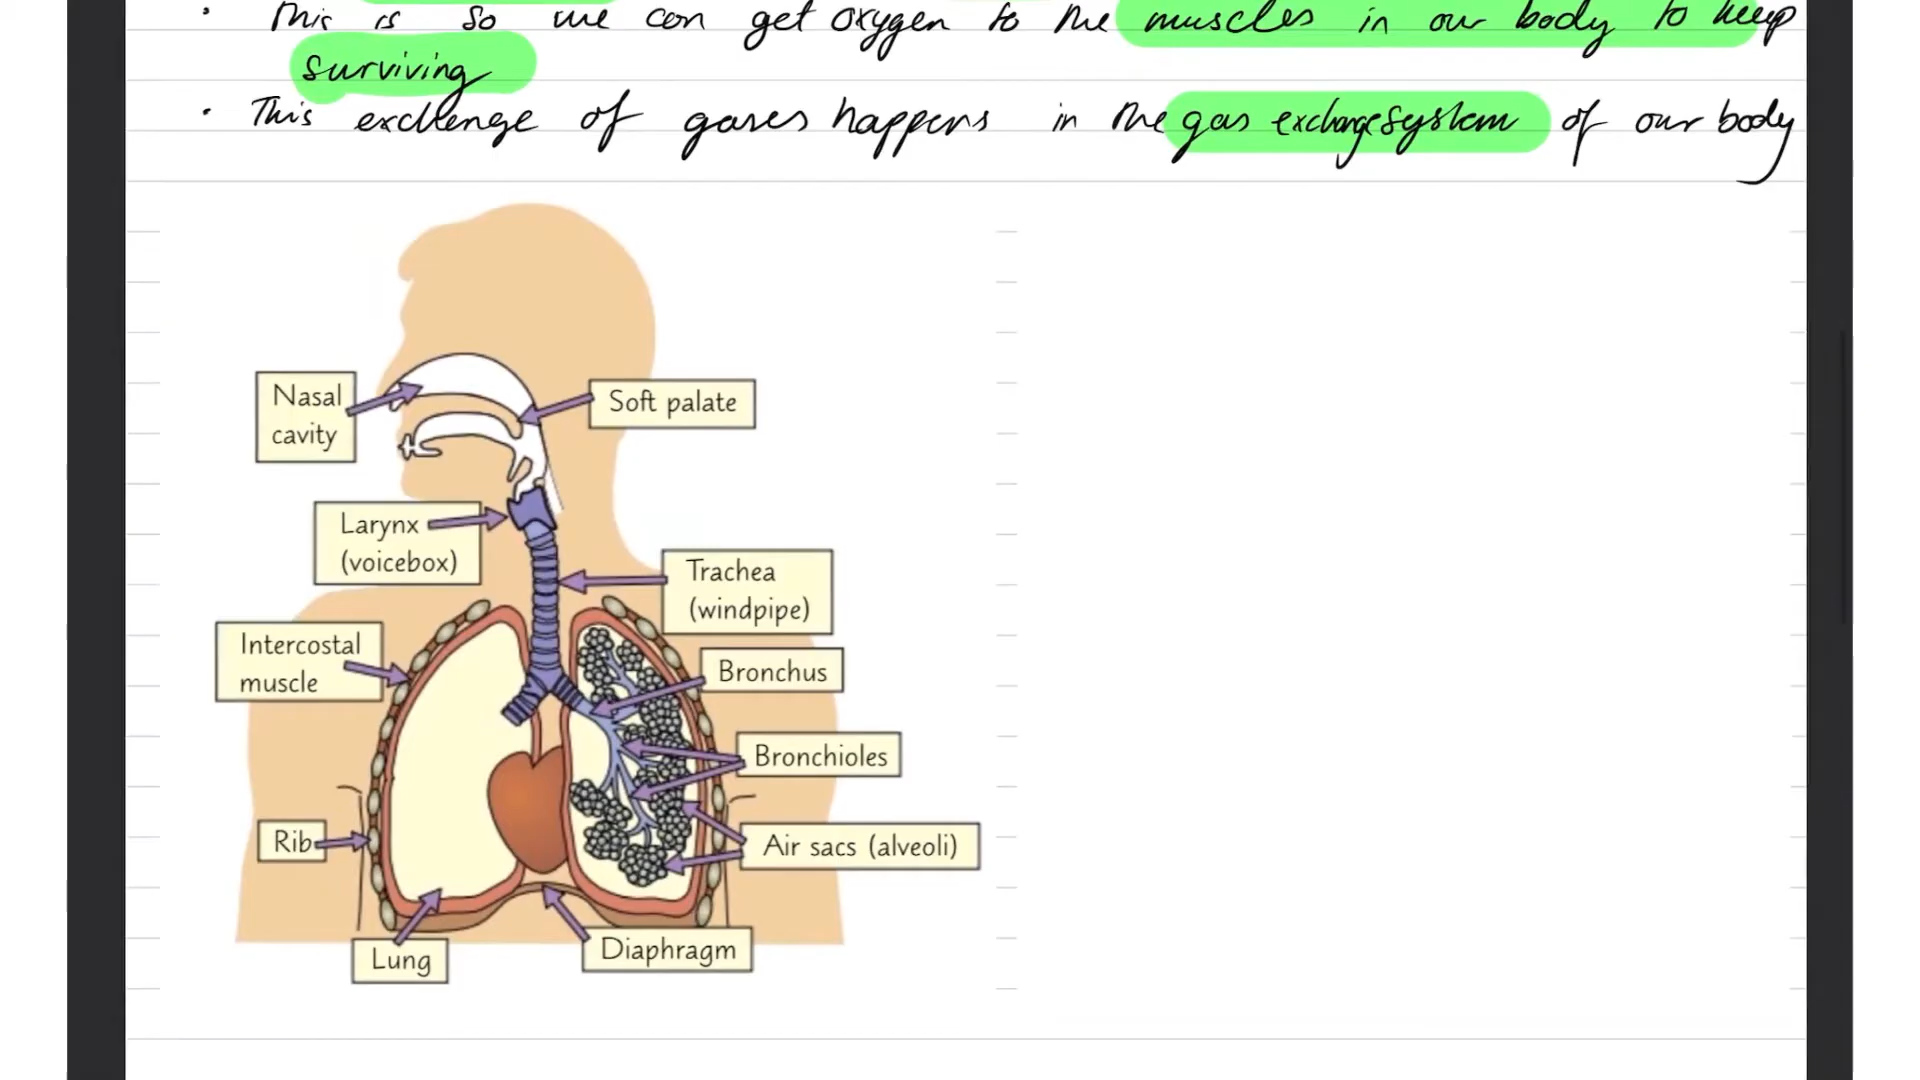 • This is so we can get oxygen to the muscles in our body to keep
surviving
• This exchenge of gases happens in the gas exchange system of our body
Nasal
cavity
Soft palate
Larynx
(voicebox)
Trachea
(windpipe)
Intercostal
muscle
Bronchus
Bronchioles
Rib
Air sacs (alveoli)
Lung
Diaphragm